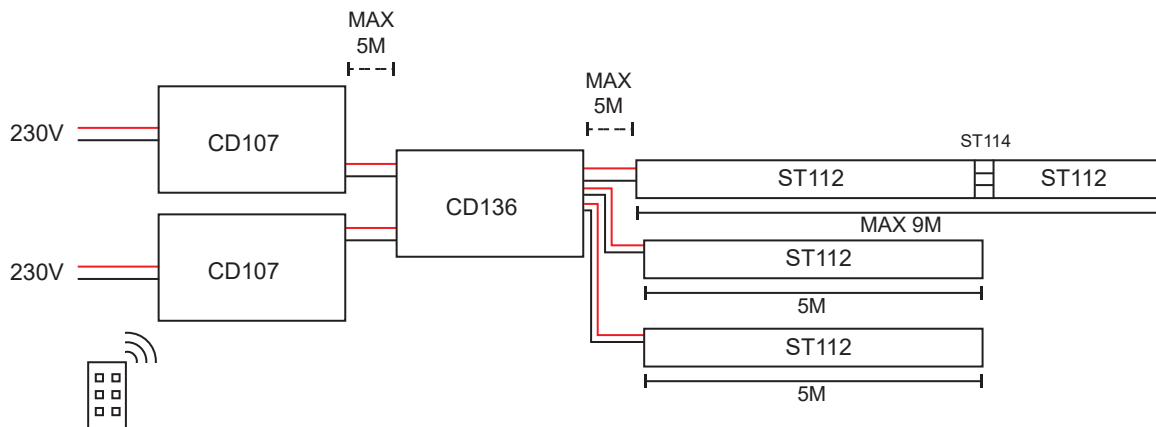 MAX
5M
MAX
5M
230V
CD107
ST114
ST112
ST112
CD136
MAX 9M
ST112
230V
CD107
5M
ST112
5M